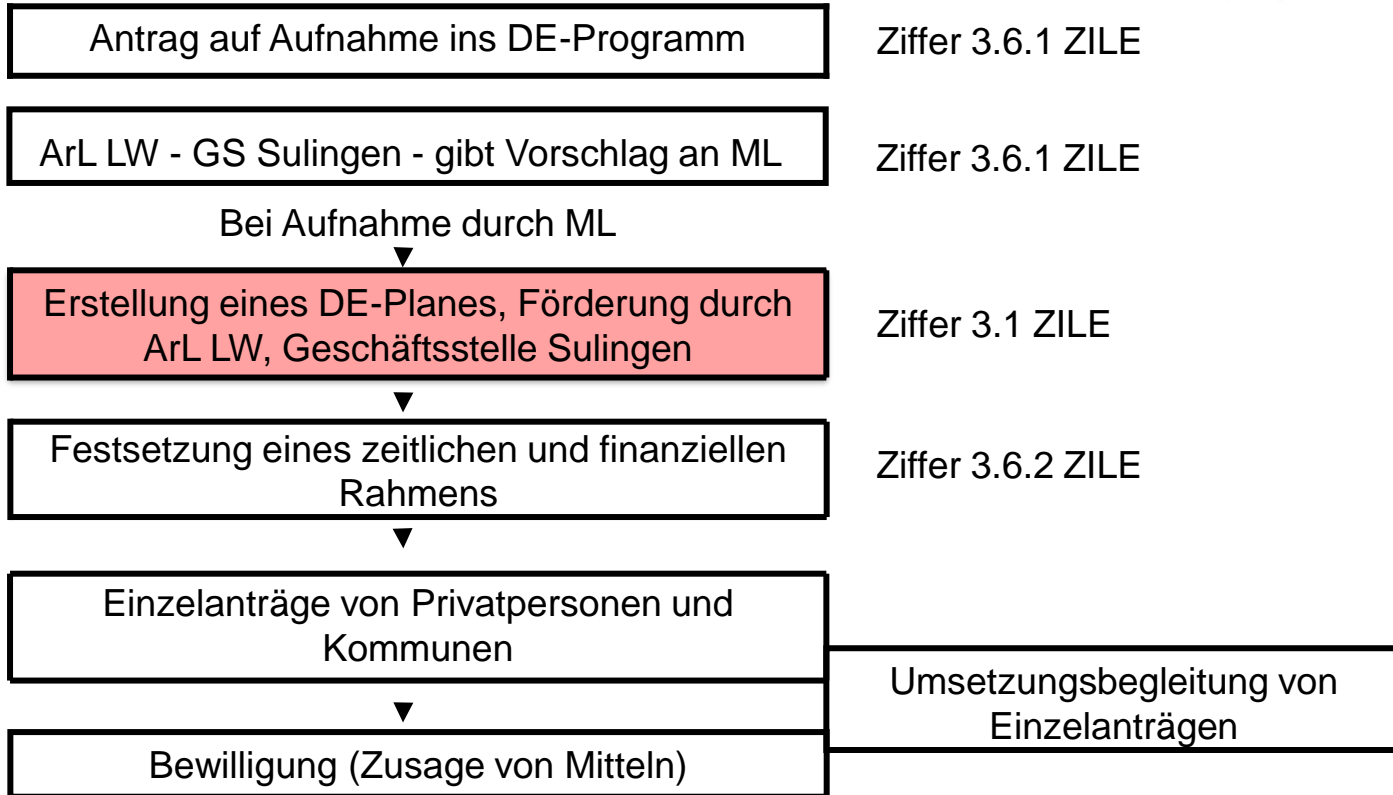 Antrag auf Aufnahme ins DE-Programm
Ziffer 3.6.1 ZILE
ArL LW - GS Sulingen - gibt Vorschlag an ML
Ziffer 3.6.1 ZILE
Bei Aufnahme durch ML
Erstellung eines DE-Planes, Förderung durch
ArL LW, Geschäftsstelle Sulingen
Ziffer 3.1 ZILE
Festsetzung eines zeitlichen und finanziellen
Rahmens
Ziffer 3.6.2 ZILE
Einzelanträge von Privatpersonen und
Kommunen
Umsetzungsbegleitung von
Einzelanträgen
Bewilligung (Zusage von Mitteln)